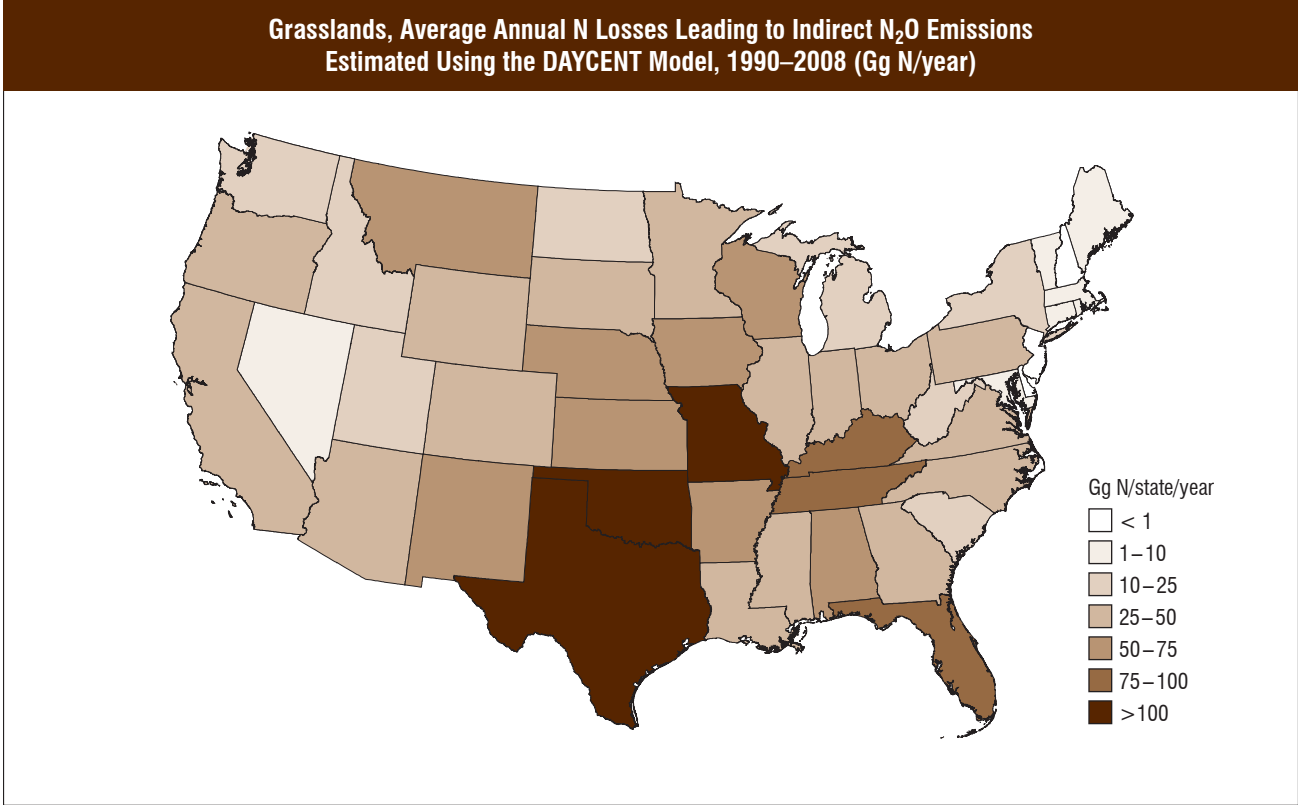 Grasslands, Average Annual N Losses Leading to Indirect N₂O Emissions
Estimated Using the DAYCENT Model, 1990–2008 (Gg N/year)
Gg N/state/year
< 1
1–10
10–25
25–50
50–75
75–100
>100